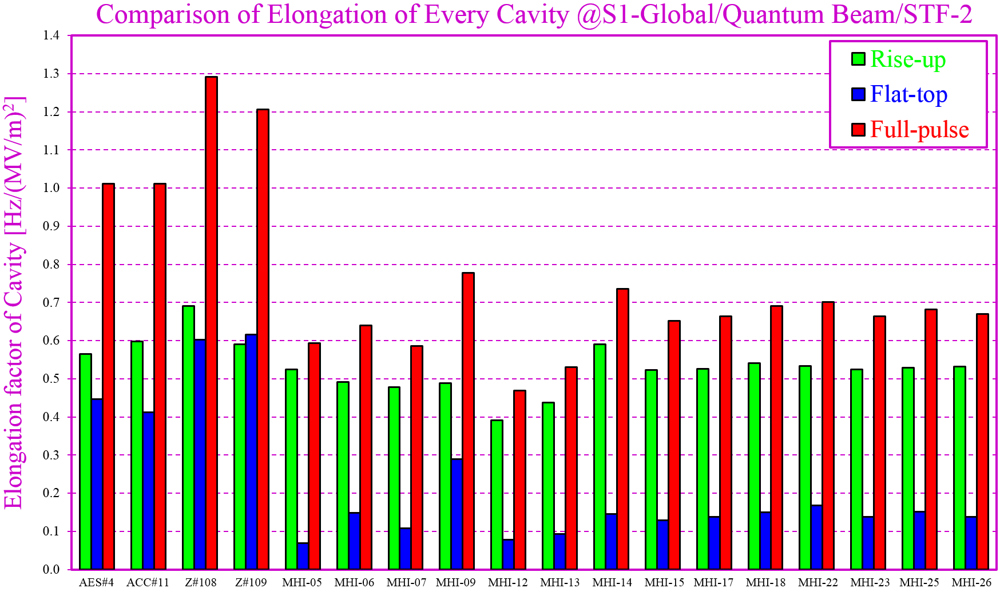 Comparison of Elongation of Every Cavity @S1-Global/Quantum Beam/STF-2
Elongation factor of Cavity [Hz/(MV/m)²]
1.4
1.3
1.2
1.1
1.0
0.9
0.8
0.7
0.6
0.5
0.4
0.3
0.2
0.1
0.0
Rise-up
Flat-top
Full-pulse
AES#4 ACC#11 Z#108 Z#109 MHI-05 MHI-06 MHI-07 MHI-09 MHI-12 MHI-13 MHI-14 MHI-15 MHI-17 MHI-18 MHI-22 MHI-23 MHI-25 MHI-26